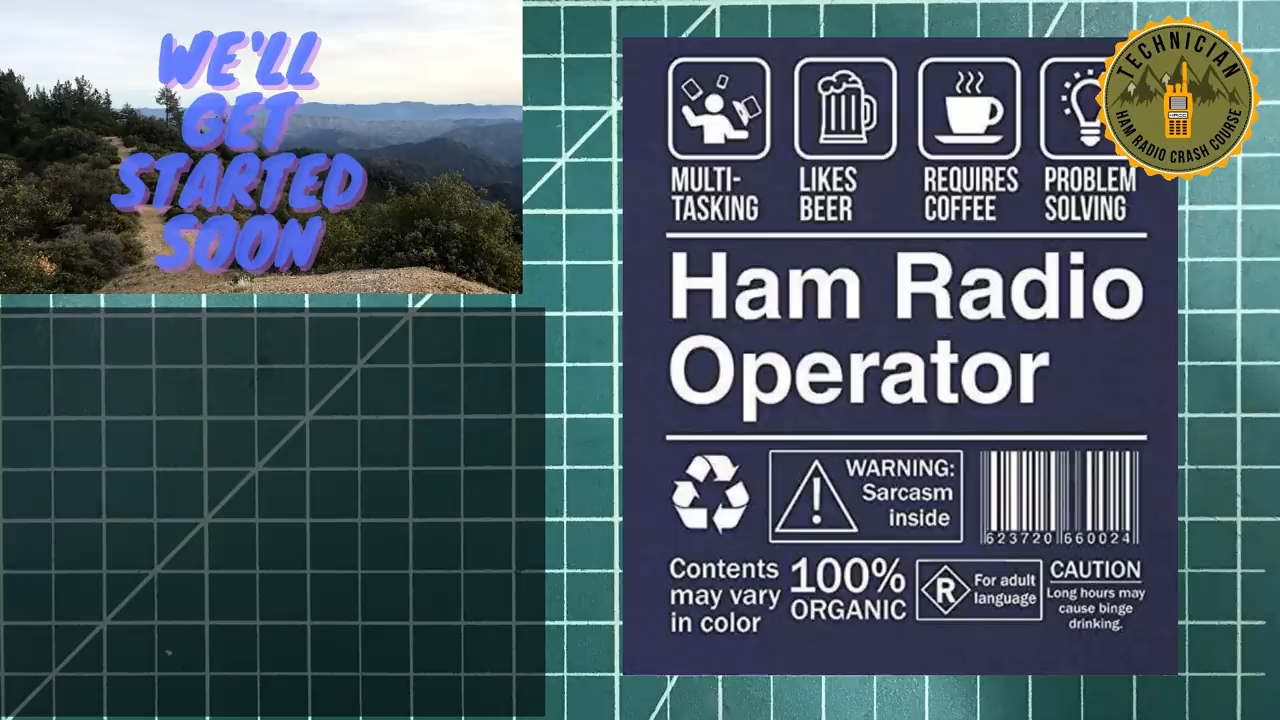 WE'LL
GET
STARTED
SOON
TECHNICIAN
HAM RADIO CRASH COURSE
HRCC
MULTI-
TASKING
LIKES
BEER
REQUIRES
COFFEE
PROBLEM
SOLVING
Ham Radio
Operator
WARNING:
Sarcasm
inside
623720 660024
Contents
may vary
in color
100%
ORGANIC
R
For adult
language
CAUTION
Long hours may
cause binge
drinking.